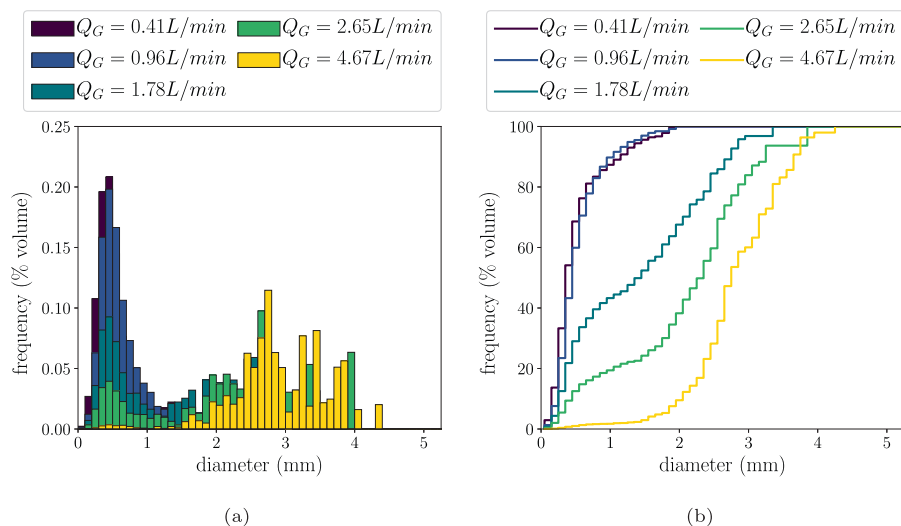 Q_G = 0.41L/min
Q_G = 2.65L/min
Q_G = 0.96L/min
Q_G = 4.67L/min
Q_G = 1.78L/min
0.25
0.20
0.15
0.10
0.05
0.00
frequency (% volume)
0
1
2
3
4
5
diameter (mm)
(a)
Q_G = 0.41L/min
Q_G = 2.65L/min
Q_G = 0.96L/min
Q_G = 4.67L/min
Q_G = 1.78L/min
100
80
60
40
20
0
frequency (% volume)
0
1
2
3
4
5
diameter (mm)
(b)